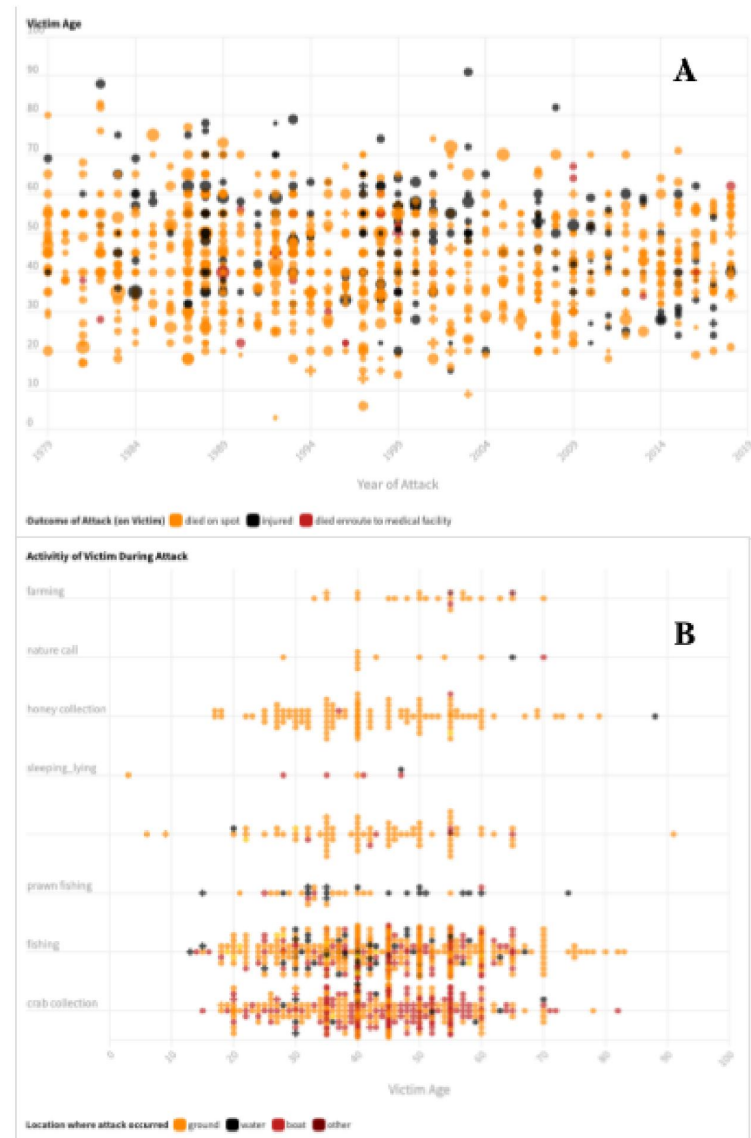 Victim Age
100
90
A
80
70
60
50
40
30
20
10
0
1979 1984 1989 1994 1999 2004 2009 2014 2019
Year of Attack
Outcome of Attack (on Victim) died on spot injured died enroute to medical facility
Activitiy of Victim During Attack
farming
B
nature call
honey collection
sleeping_lying
prawn fishing
fishing
crab collection
0 10 20 30 40 50 60 70 80 90 100
Victim Age
Location where attack occurred ground water boat other